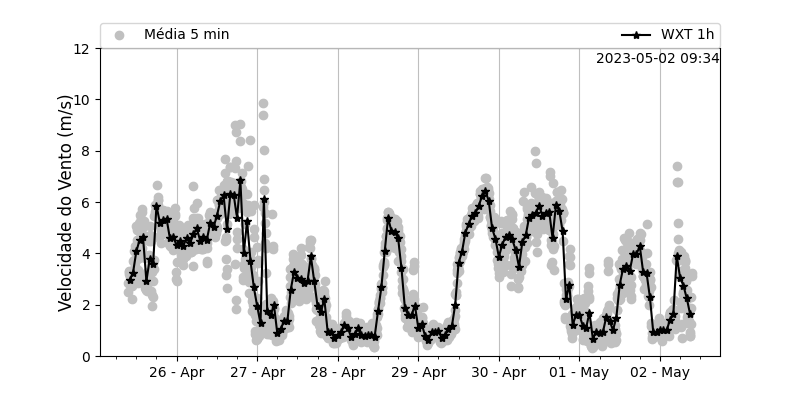 Média 5 min
WXT 1h
2023-05-02 09:34
Velocidade do Vento (m/s)
12
10
8
6
4
2
0
26 - Apr
27 - Apr
28 - Apr
29 - Apr
30 - Apr
01 - May
02 - May